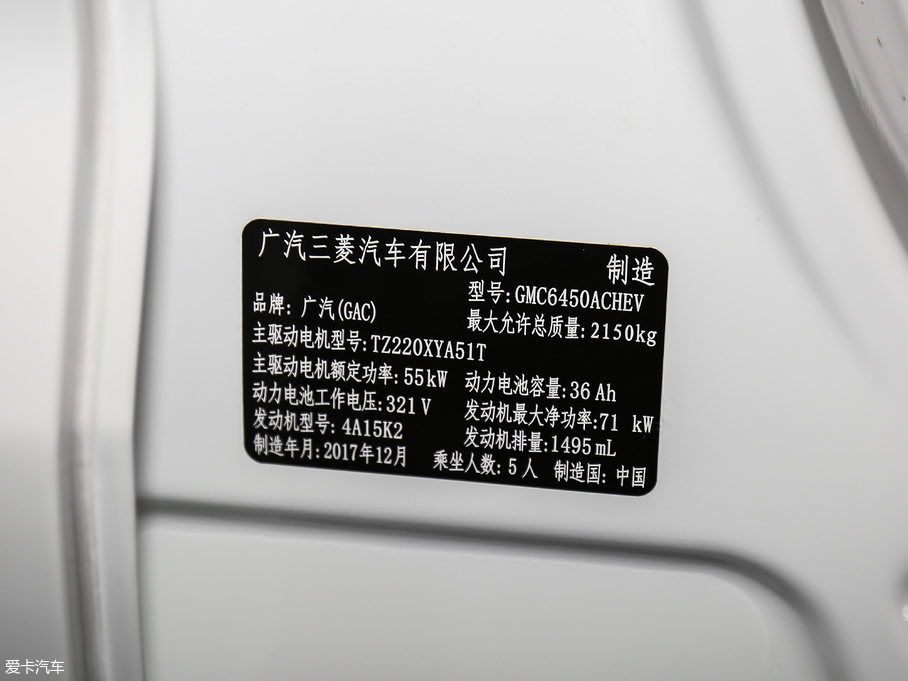 广汽三菱汽车有限公司 制造
型号:GMC6450ACHEV
品牌: 广汽(GAC)
最大允许总质量:2150kg
主驱动电机型号:TZ220XYA51T
主驱动电机额定功率:55kW 动力电池容量:36Ah
动力电池工作电压:321V 发动机最大净功率:71 kW
发动机型号: 4A15K2 发动机排量:1495mL
制造年月:2017年12月 乘坐人数: 5人 制造国: 中国
爱卡汽车